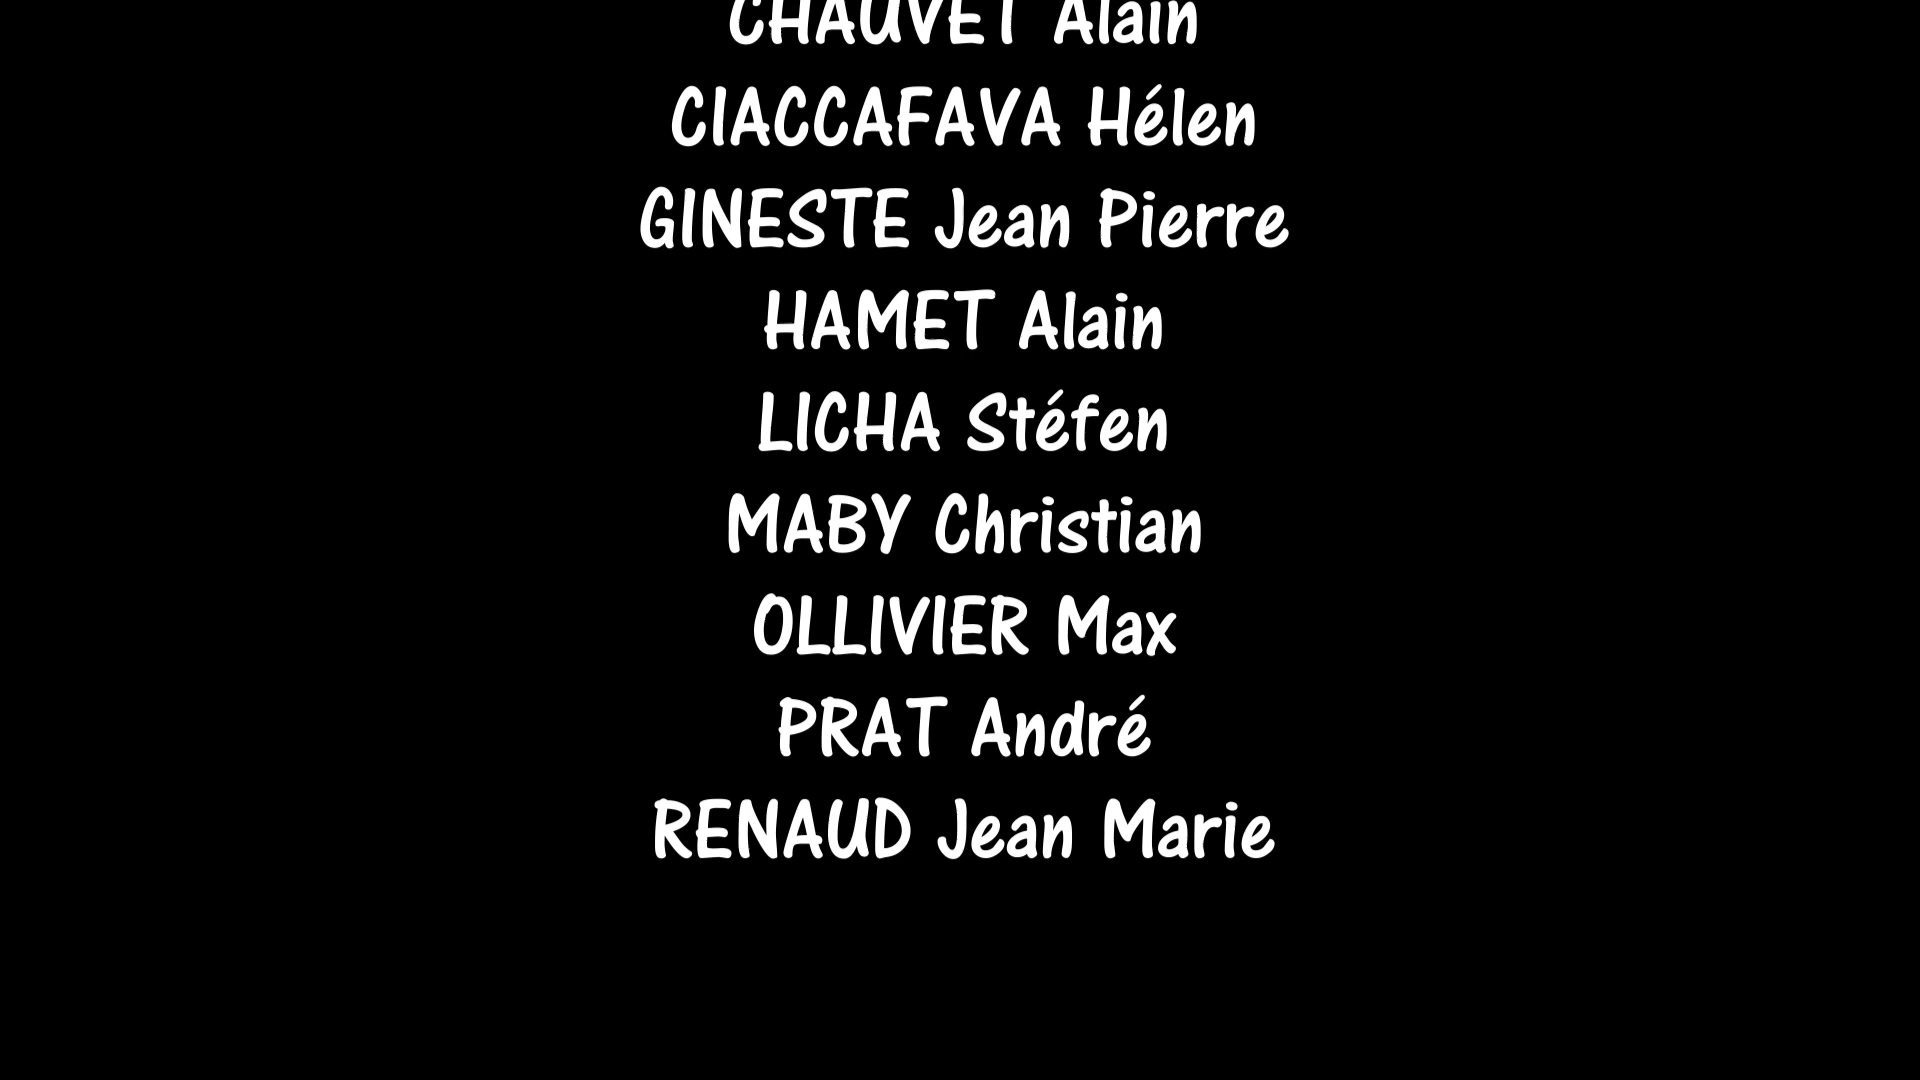 CHAUVET Alain
CIACCAFAVA Hélen
GINESTE Jean Pierre
HAMET Alain
LICHA Stéfen
MABY Christian
OLLIVIER Max
PRAT André
RENAUD Jean Marie